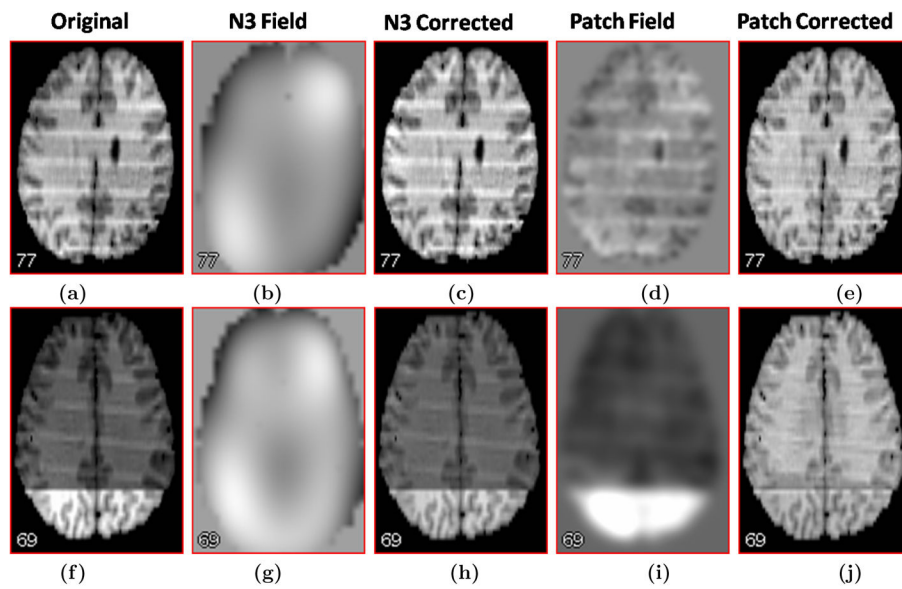 Original N3 Field N3 Corrected Patch Field Patch Corrected
77 77 77 77 77
(a) (b) (c) (d) (e)
69 69 69 69 69
(f) (g) (h) (i) (j)